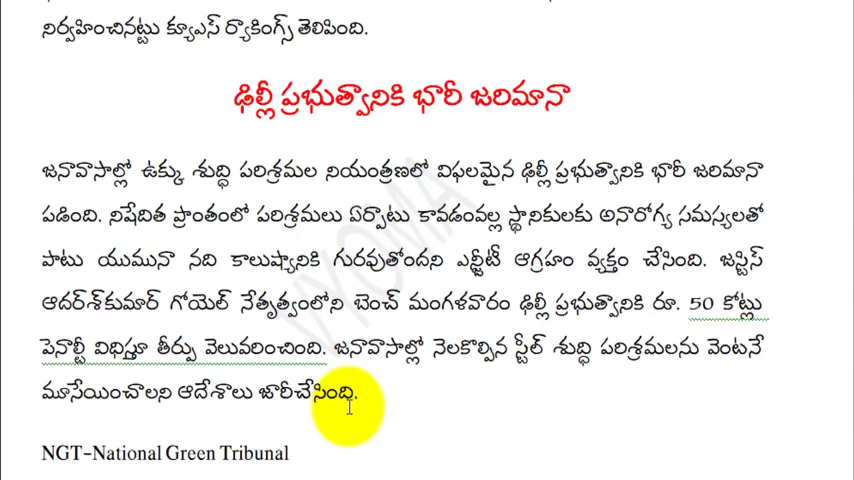 నిర్వహించినట్టు క్యూఎస్ ర్యాకింగ్స్ తెలిపింది.
ఢిల్లీ ప్రభుత్వానికి భారీ జరిమానా
జనావాసాల్లో ఉక్కు శుద్ధి పరిశ్రమల నియంత్రణలో విఫలమైన ఢిల్లీ ప్రభుత్వానికి భారీ జరిమానా
పడింది. నిషేదిత ప్రాంతంలో పరిశ్రమలు ఏర్పాటు కావడంవల్ల స్థానికులకు అనారోగ్య సమస్యలతో
పాటు యుమునా నది కాలుష్యానికి గురవుతోందని ఎన్జీటీ ఆగ్రహం వ్యక్తం చేసింది. జస్టిస్
ఆదర్శ్‌కుమార్ గోయెల్ నేతృత్వంలోని బెంచ్ మంగళవారం ఢిల్లీ ప్రభుత్వానికి రూ. 50 కోట్లు
పెనాల్టీ విధిస్తూ తీర్పు వెలువరించింది. జనావాసాల్లో నెలకొల్పిన స్టీల్ శుద్ధి పరిశ్రమలను వెంటనే
మూసేయించాలని ఆదేశాలు జారీచేసింది.
NGT-National Green Tribunal
VYOMA